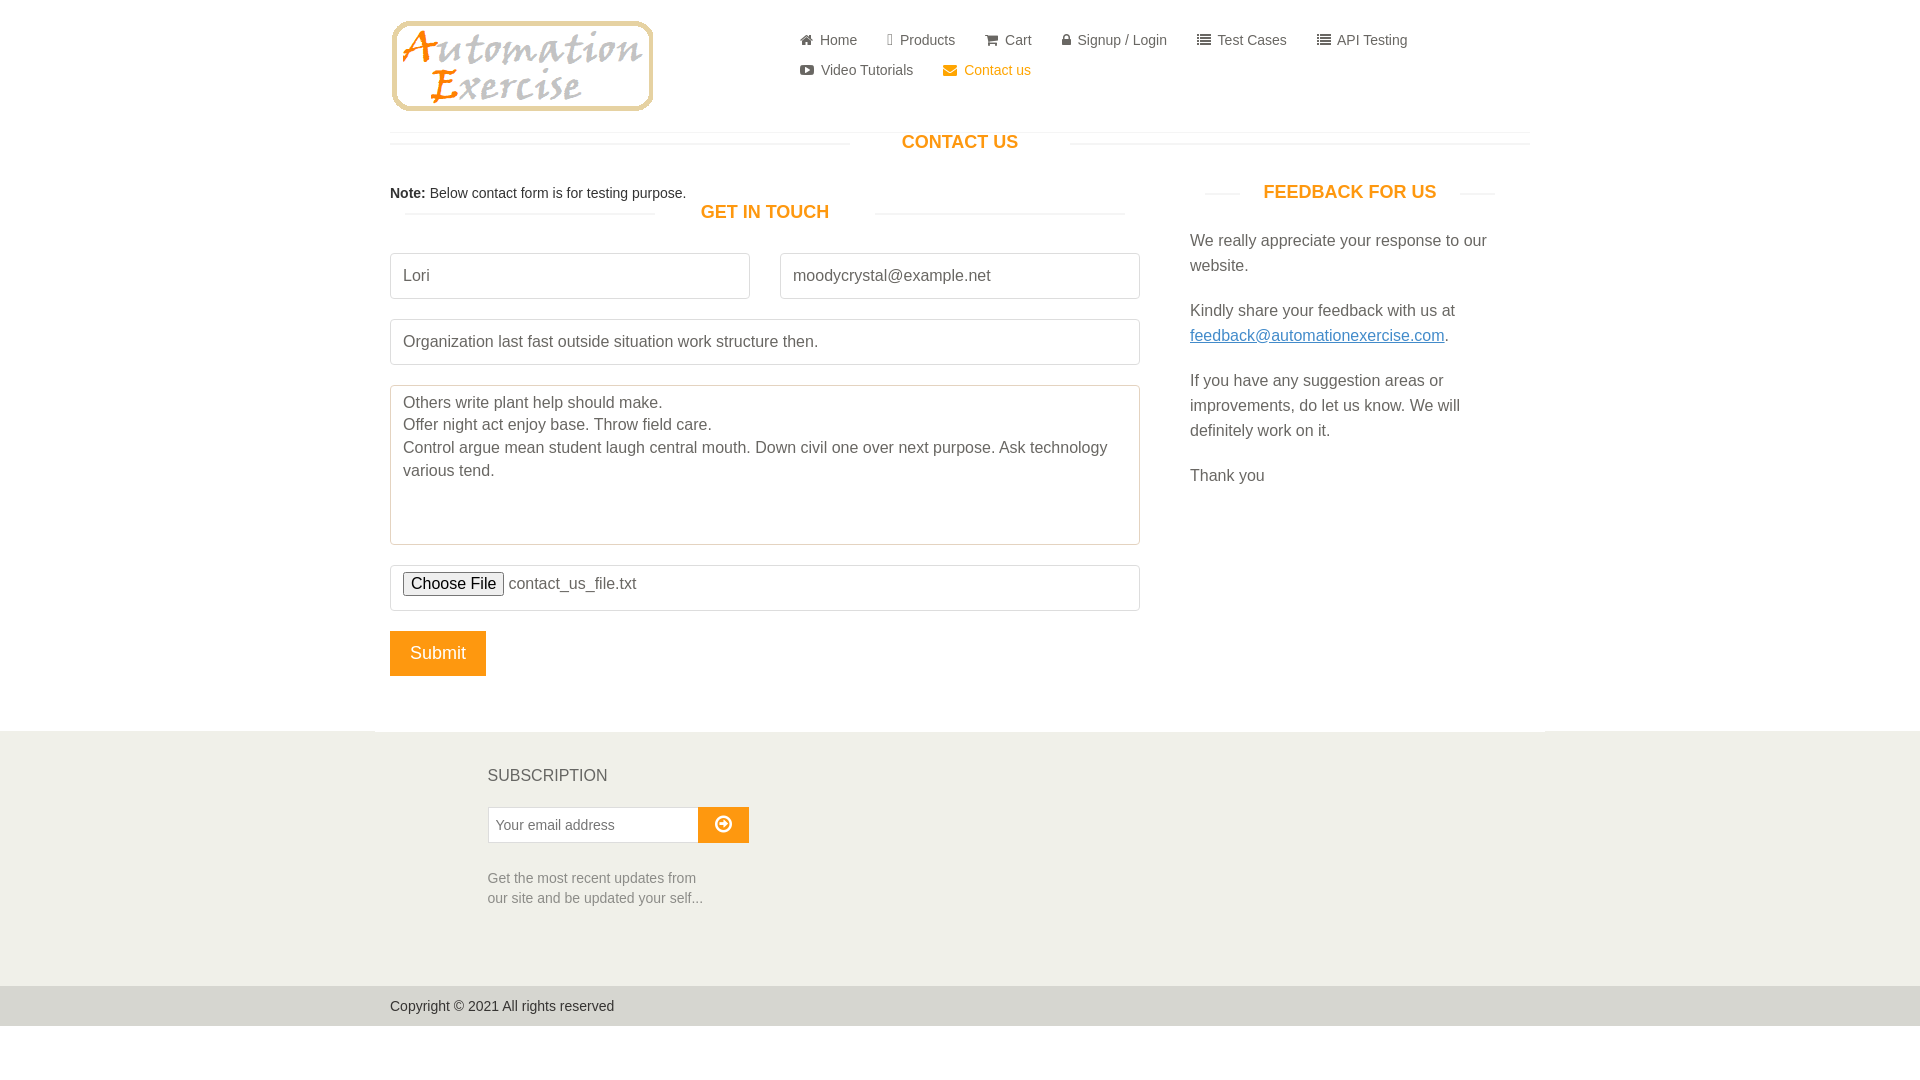 Automation
Exercise
Home
Products
Cart
Signup / Login
Test Cases
API Testing
Video Tutorials
Contact us
CONTACT US
Note: Below contact form is for testing purpose.
GET IN TOUCH
Lori
moodycrystal@example.net
Organization last fast outside situation work structure then.
Others write plant help should make.
Offer night act enjoy base. Throw field care.
Control argue mean student laugh central mouth. Down civil one over next purpose. Ask technology
various tend.
Choose File contact_us_file.txt
Submit
FEEDBACK FOR US
We really appreciate your response to our
website.
Kindly share your feedback with us at
feedback@automationexercise.com.
If you have any suggestion areas or
improvements, do let us know. We will
definitely work on it.
Thank you
SUBSCRIPTION
Your email address
Get the most recent updates from
our site and be updated your self...
Copyright © 2021 All rights reserved